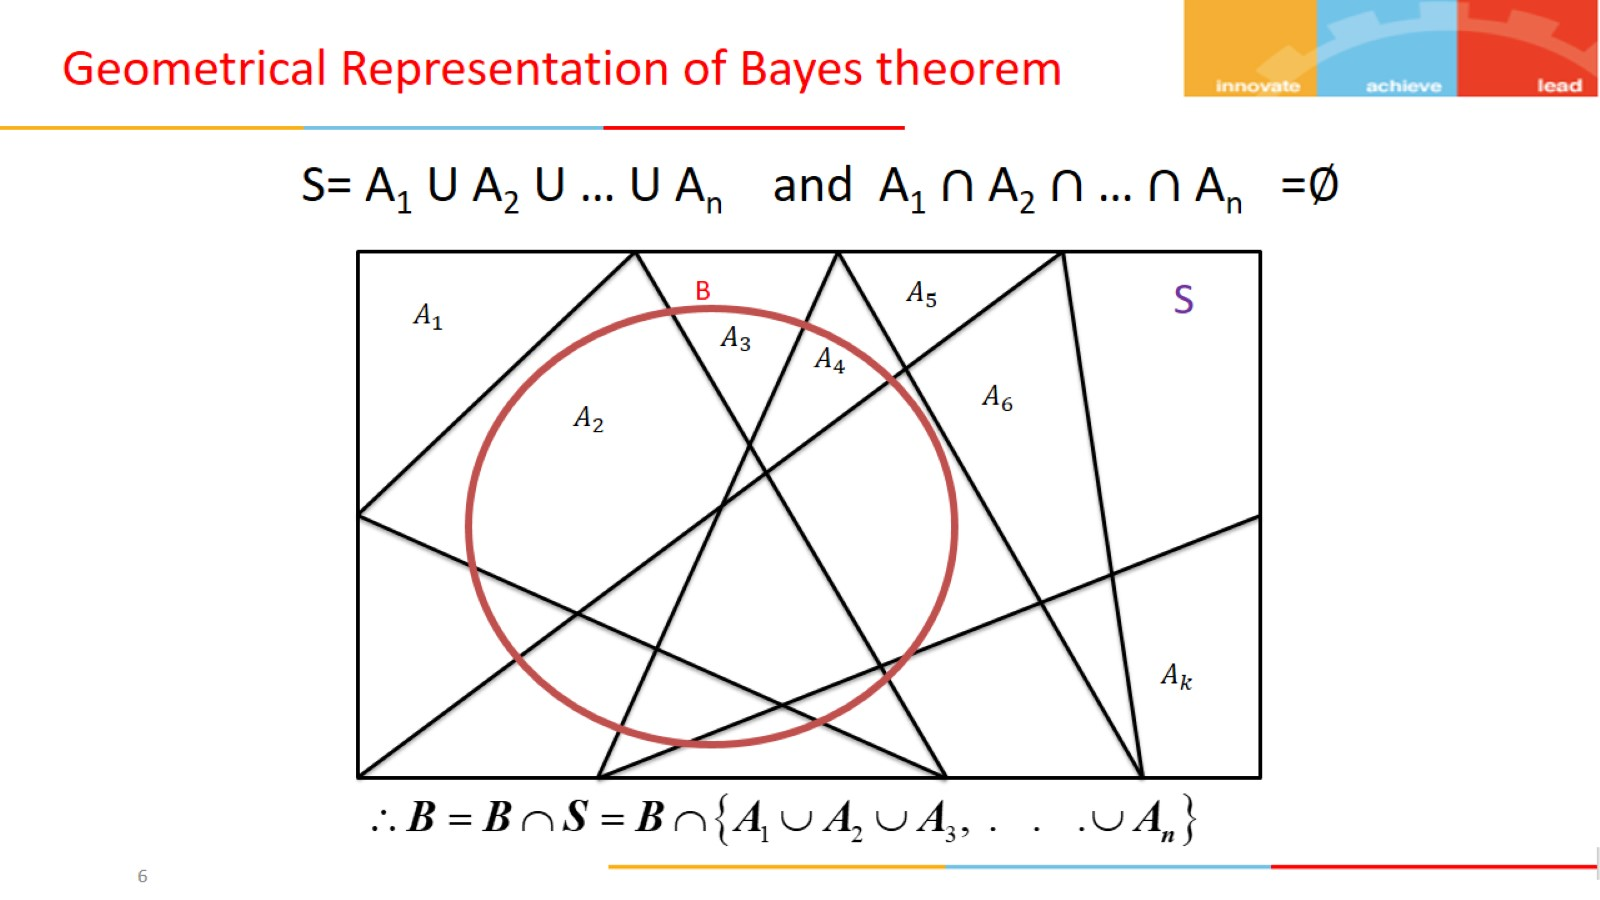 Geometrical Representation of Bayes theorem
innovate achieve lead
S= A₁ U A₂ U ... U Aₙ and A₁ ∩ A₂ ∩ ... ∩ Aₙ =∅
B
A₅
S
A₁
A₃
A₄
A₆
A₂
Aₖ
∴ B = B ∩ S = B ∩ {A₁ ∪ A₂ ∪ A₃, . . . ∪ Aₙ}
6